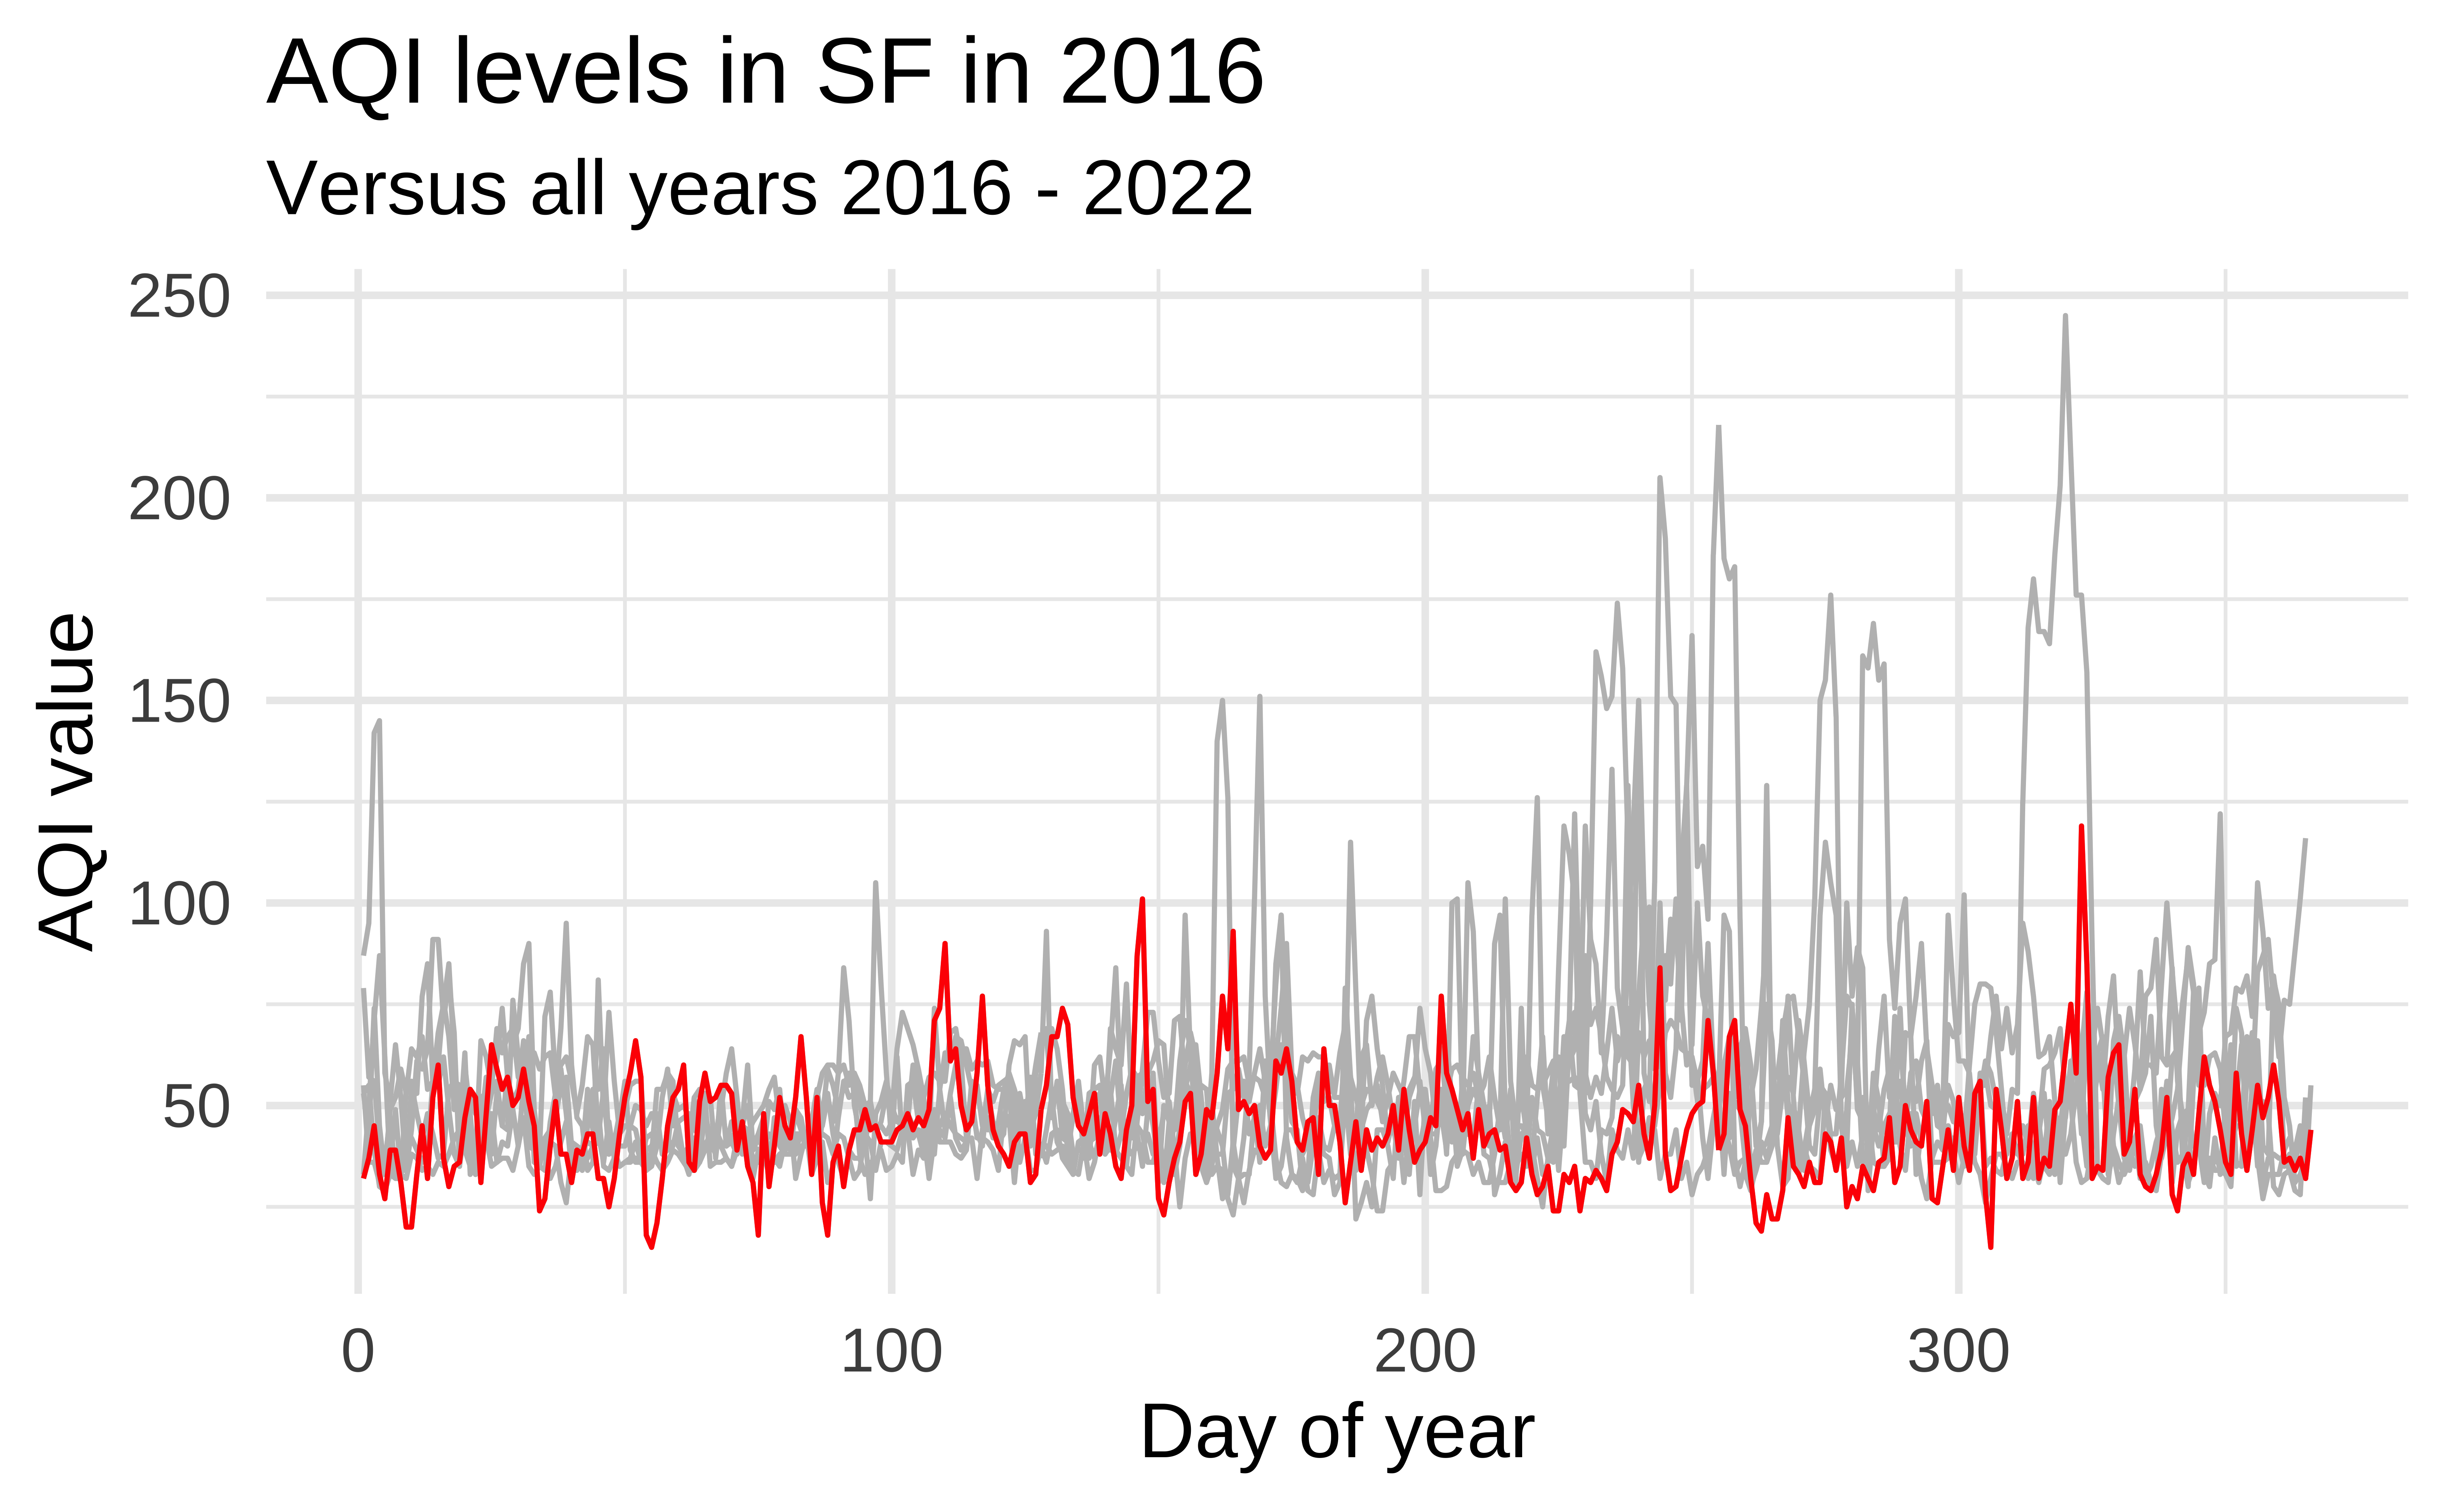 AQI levels in SF in 2016
Versus all years 2016 - 2022
250
200
150
100
50
AQI value
0 100 200 300
Day of year